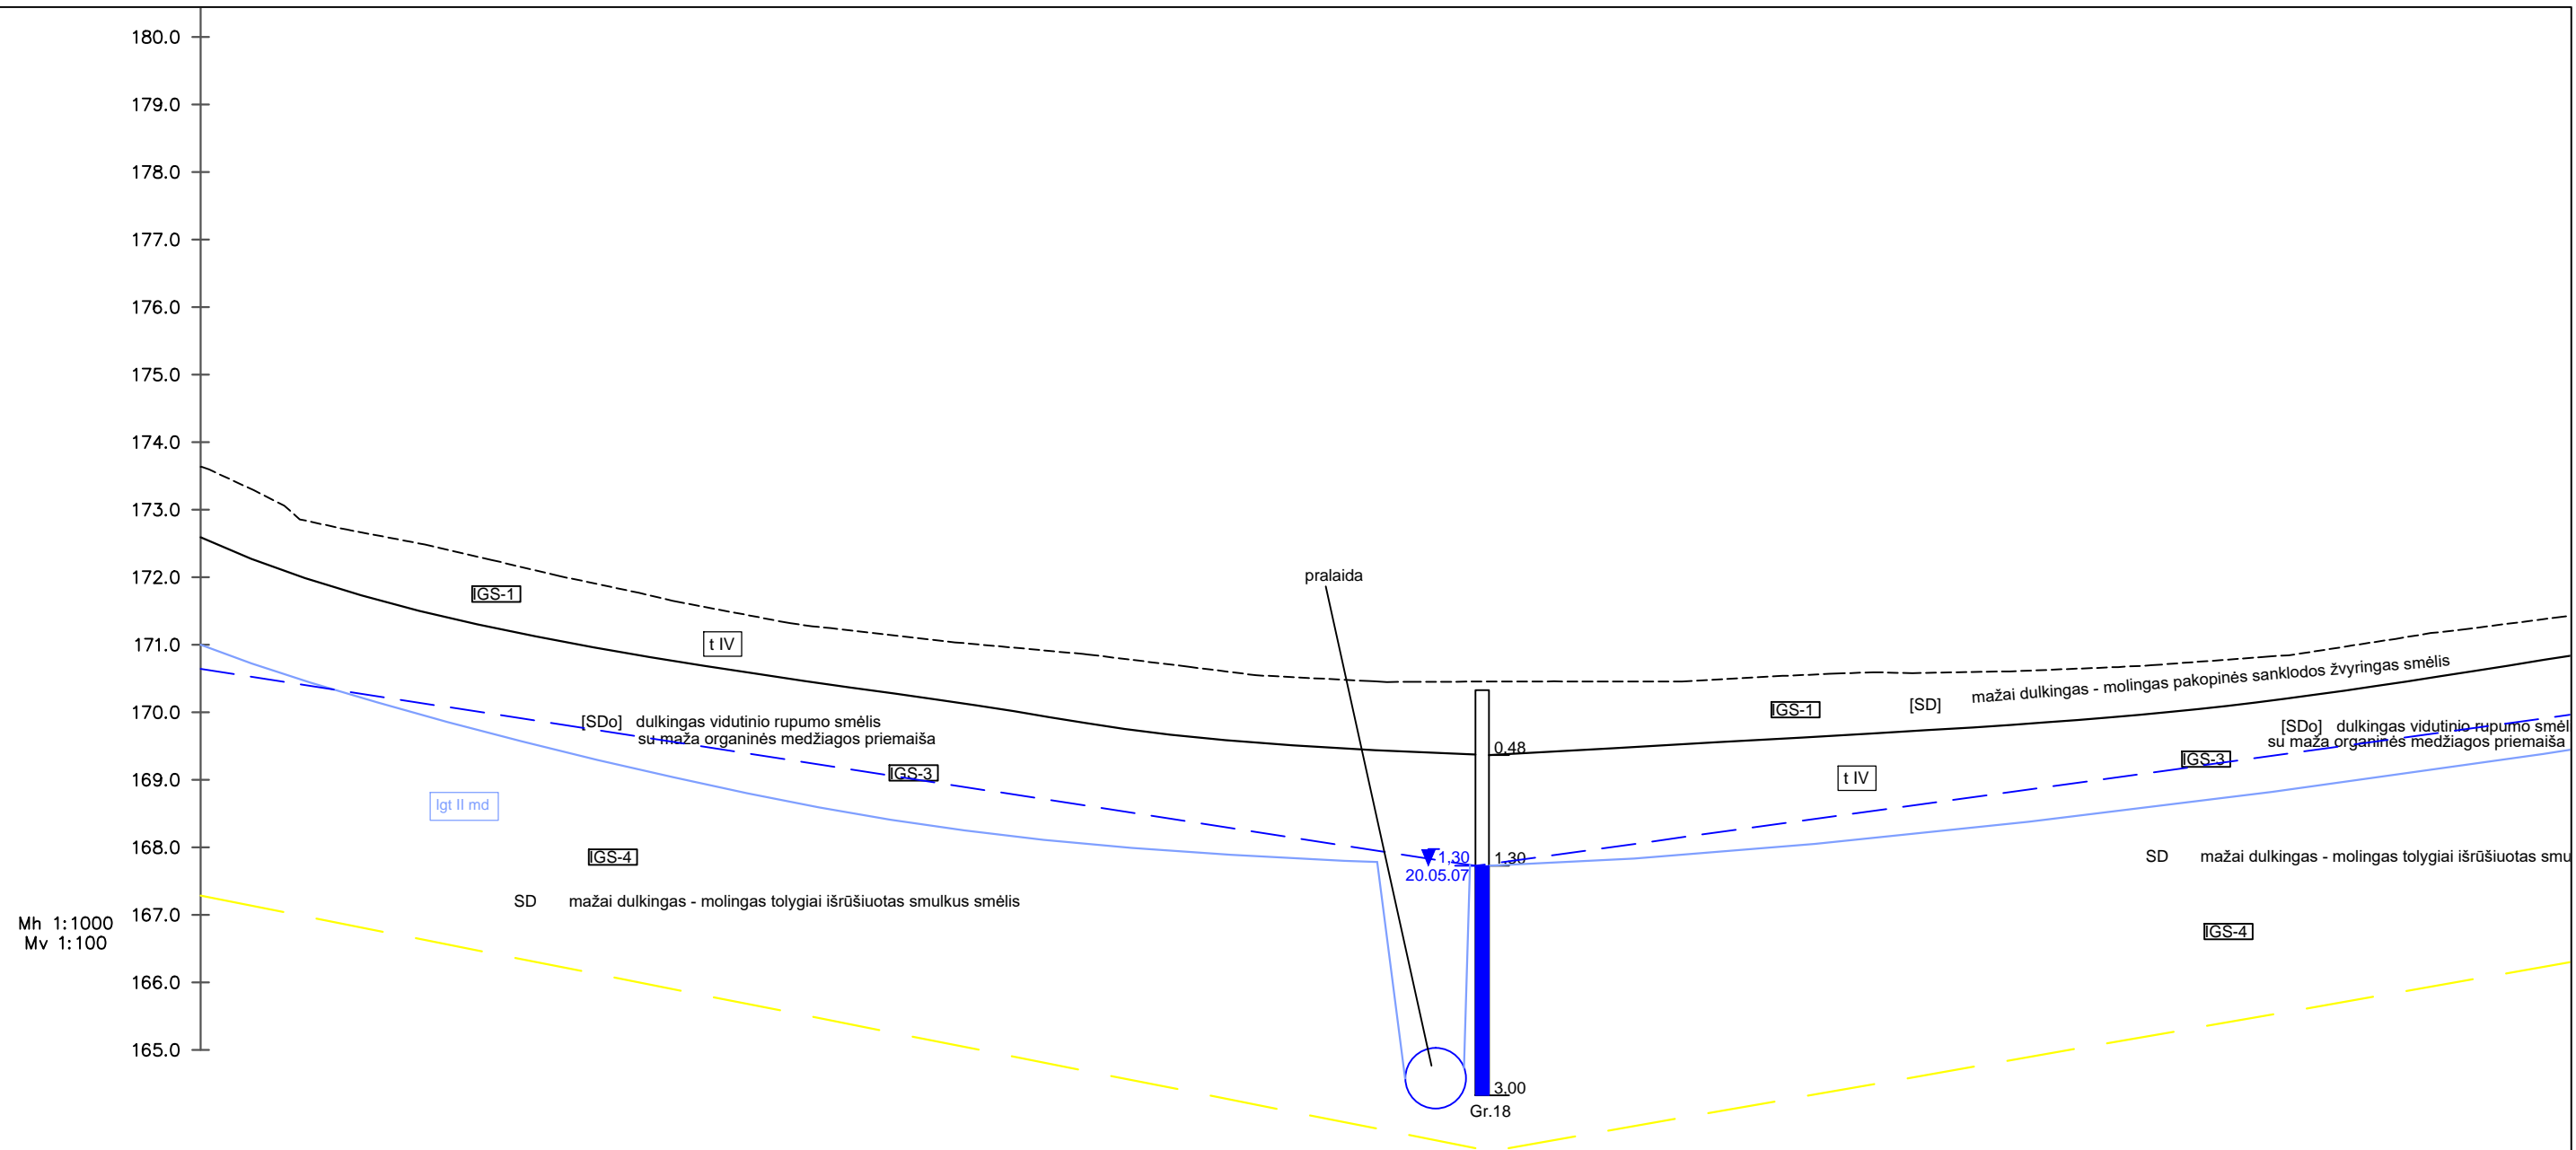 180.0
179.0
178.0
177.0
176.0
175.0
174.0
173.0
172.0
171.0
170.0
169.0
168.0
167.0
166.0
165.0
Mh 1:1000
Mv 1:100
pralaida
IGS-1
t IV
[SDo] dulkingas vidutinio rupumo smėlis
su maža organinės medžiagos priemaiša
IGS-3
lgt II md
IGS-4
SD mažai dulkingas - molingas tolygiai išrūšiuotas smulkus smėlis
0,48
1,30
20.05.07
1,30
3,00
Gr.18
IGS-1
[SD] mažai dulkingas - molingas pakopinės sanklodos žvyringas smėlis
t IV
[SDo] dulkingas vidutinio rupumo smėl
su maža organinės medžiagos priemaiša
IGS-3
SD mažai dulkingas - molingas tolygiai išrūšiuotas smu
IGS-4